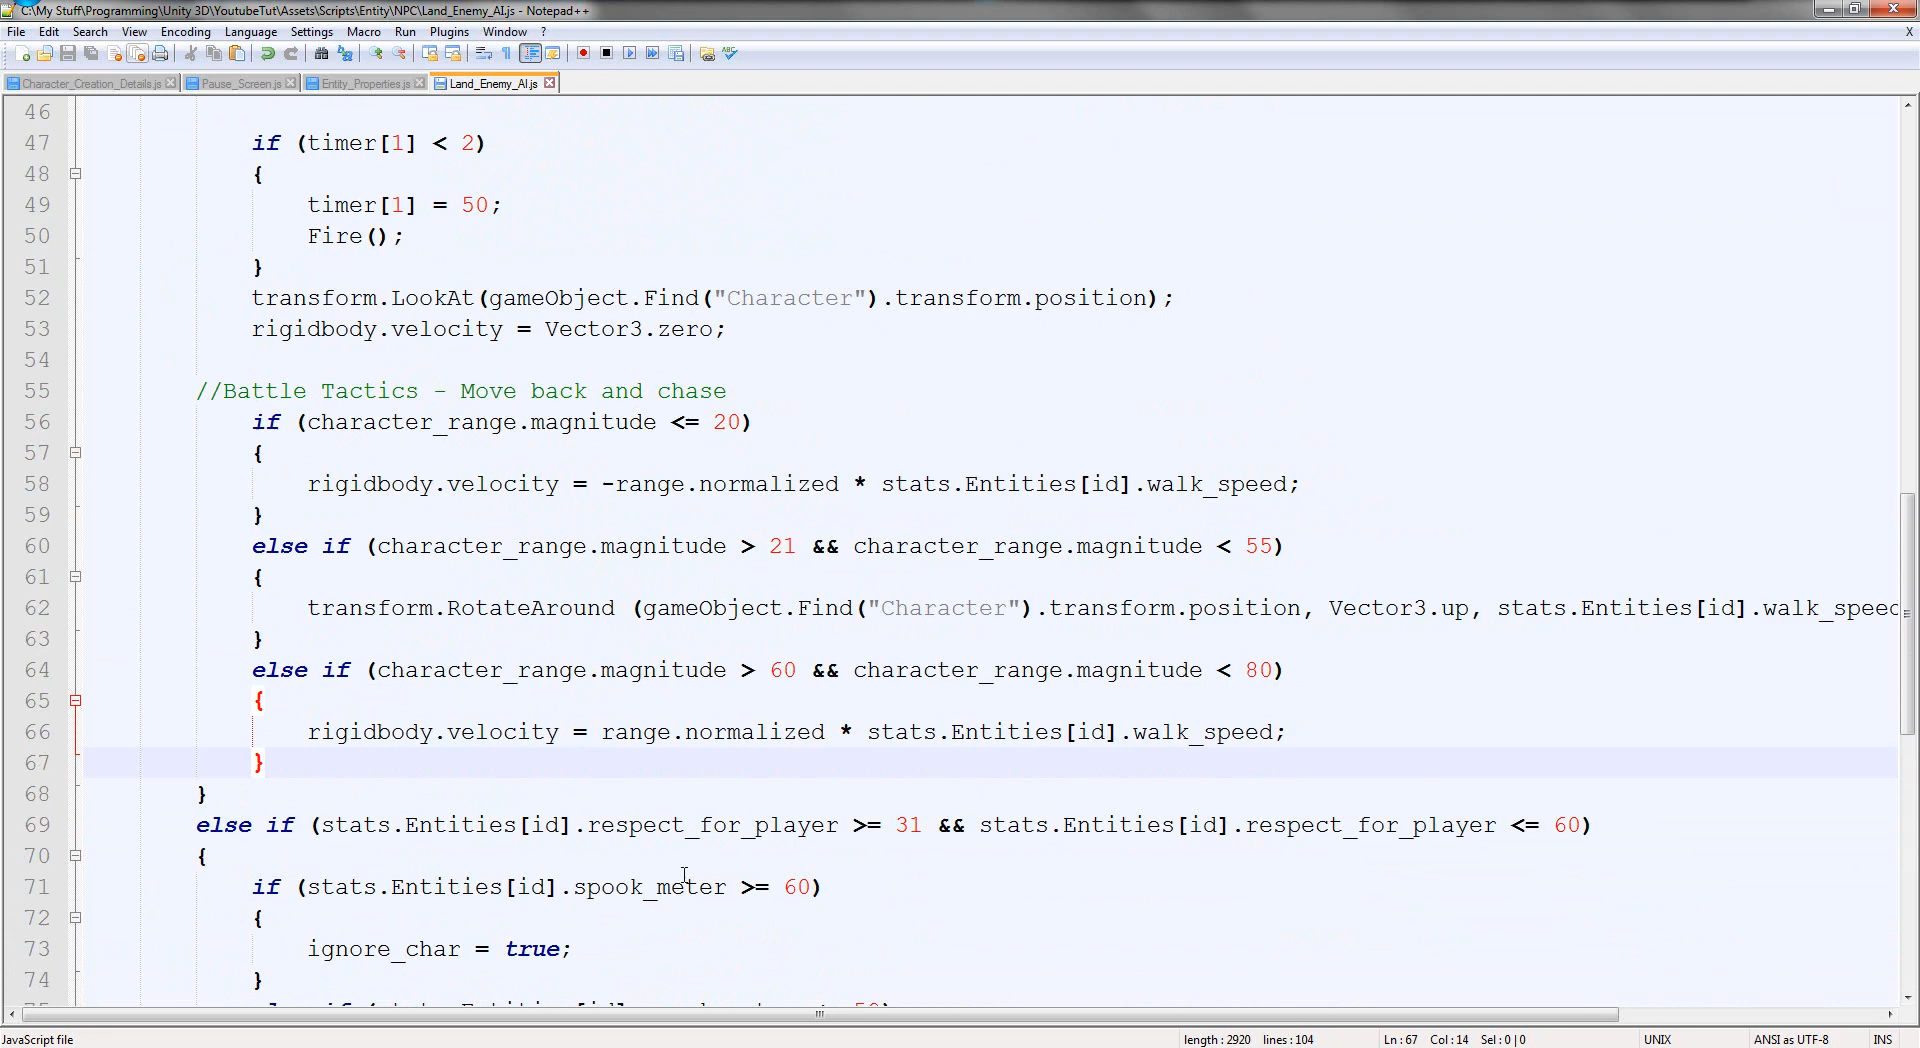 C:\My Stuff\Programming\Unity 3D\YoutubeTut\Assets\Scripts\Entity\NPC\Land_Enemy_AI.js - Notepad++
File Edit Search View Encoding Language Settings Macro Run Plugins Window ? X
Character_Creation_Details.js Pause_Screen.js Entity_Properties.js Land_Enemy_AI.js
46
47 if (timer[1] < 2)
48 {
49 timer[1] = 50;
50 Fire();
51 }
52 transform.LookAt(gameObject.Find("Character").transform.position);
53 rigidbody.velocity = Vector3.zero;
54
55 //Battle Tactics - Move back and chase
56 if (character_range.magnitude <= 20)
57 {
58 rigidbody.velocity = -range.normalized * stats.Entities[id].walk_speed;
59 }
60 else if (character_range.magnitude > 21 && character_range.magnitude < 55)
61 {
62 transform.RotateAround (gameObject.Find("Character").transform.position, Vector3.up, stats.Entities[id].walk_speed
63 }
64 else if (character_range.magnitude > 60 && character_range.magnitude < 80)
65 {
66 rigidbody.velocity = range.normalized * stats.Entities[id].walk_speed;
67 }
68 }
69 else if (stats.Entities[id].respect_for_player >= 31 && stats.Entities[id].respect_for_player <= 60)
70 {
71 if (stats.Entities[id].spook_meter >= 60)
72 {
73 ignore_char = true;
74 }
JavaScript file length : 2920 lines : 104 Ln : 67 Col : 14 Sel : 0 | 0 UNIX ANSI as UTF-8 INS